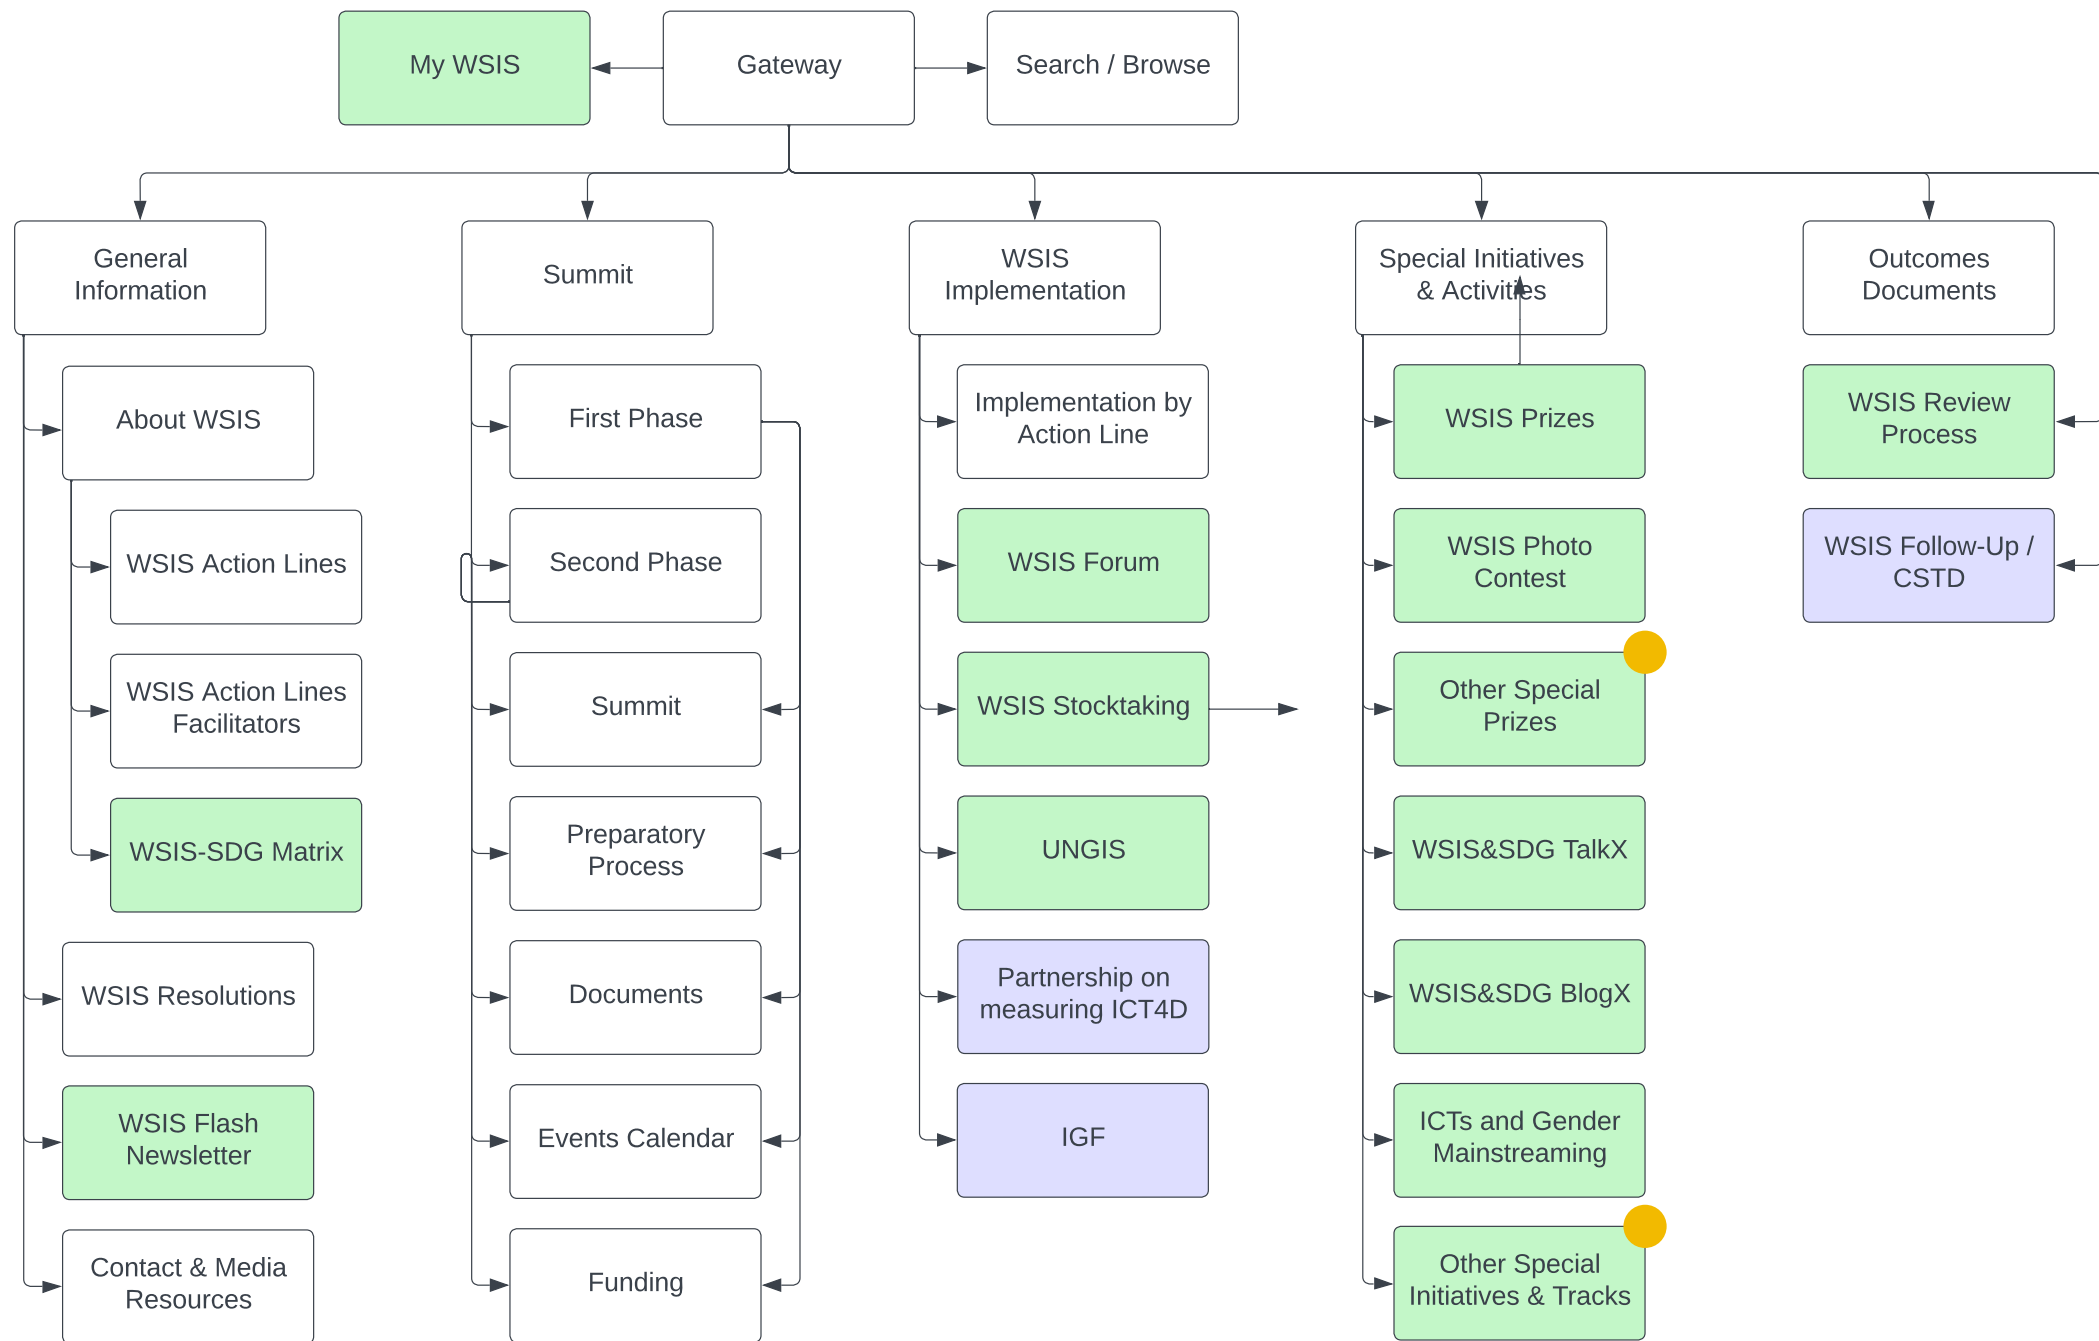 My WSIS
Gateway
Search / Browse
General
Information
Summit
WSIS
Implementation
Special Initiatives
& Activities
Outcomes
Documents
About WSIS
WSIS Action Lines
WSIS Action Lines
Facilitators
WSIS-SDG Matrix
WSIS Resolutions
WSIS Flash
Newsletter
Contact & Media
Resources
First Phase
Second Phase
Summit
Preparatory
Process
Documents
Events Calendar
Funding
Implementation by
Action Line
WSIS Forum
WSIS Stocktaking
UNGIS
Partnership on
measuring ICT4D
IGF
WSIS Prizes
WSIS Photo
Contest
Other Special
Prizes
WSIS&SDG TalkX
WSIS&SDG BlogX
ICTs and Gender
Mainstreaming
Other Special
Initiatives & Tracks
WSIS Review
Process
WSIS Follow-Up /
CSTD